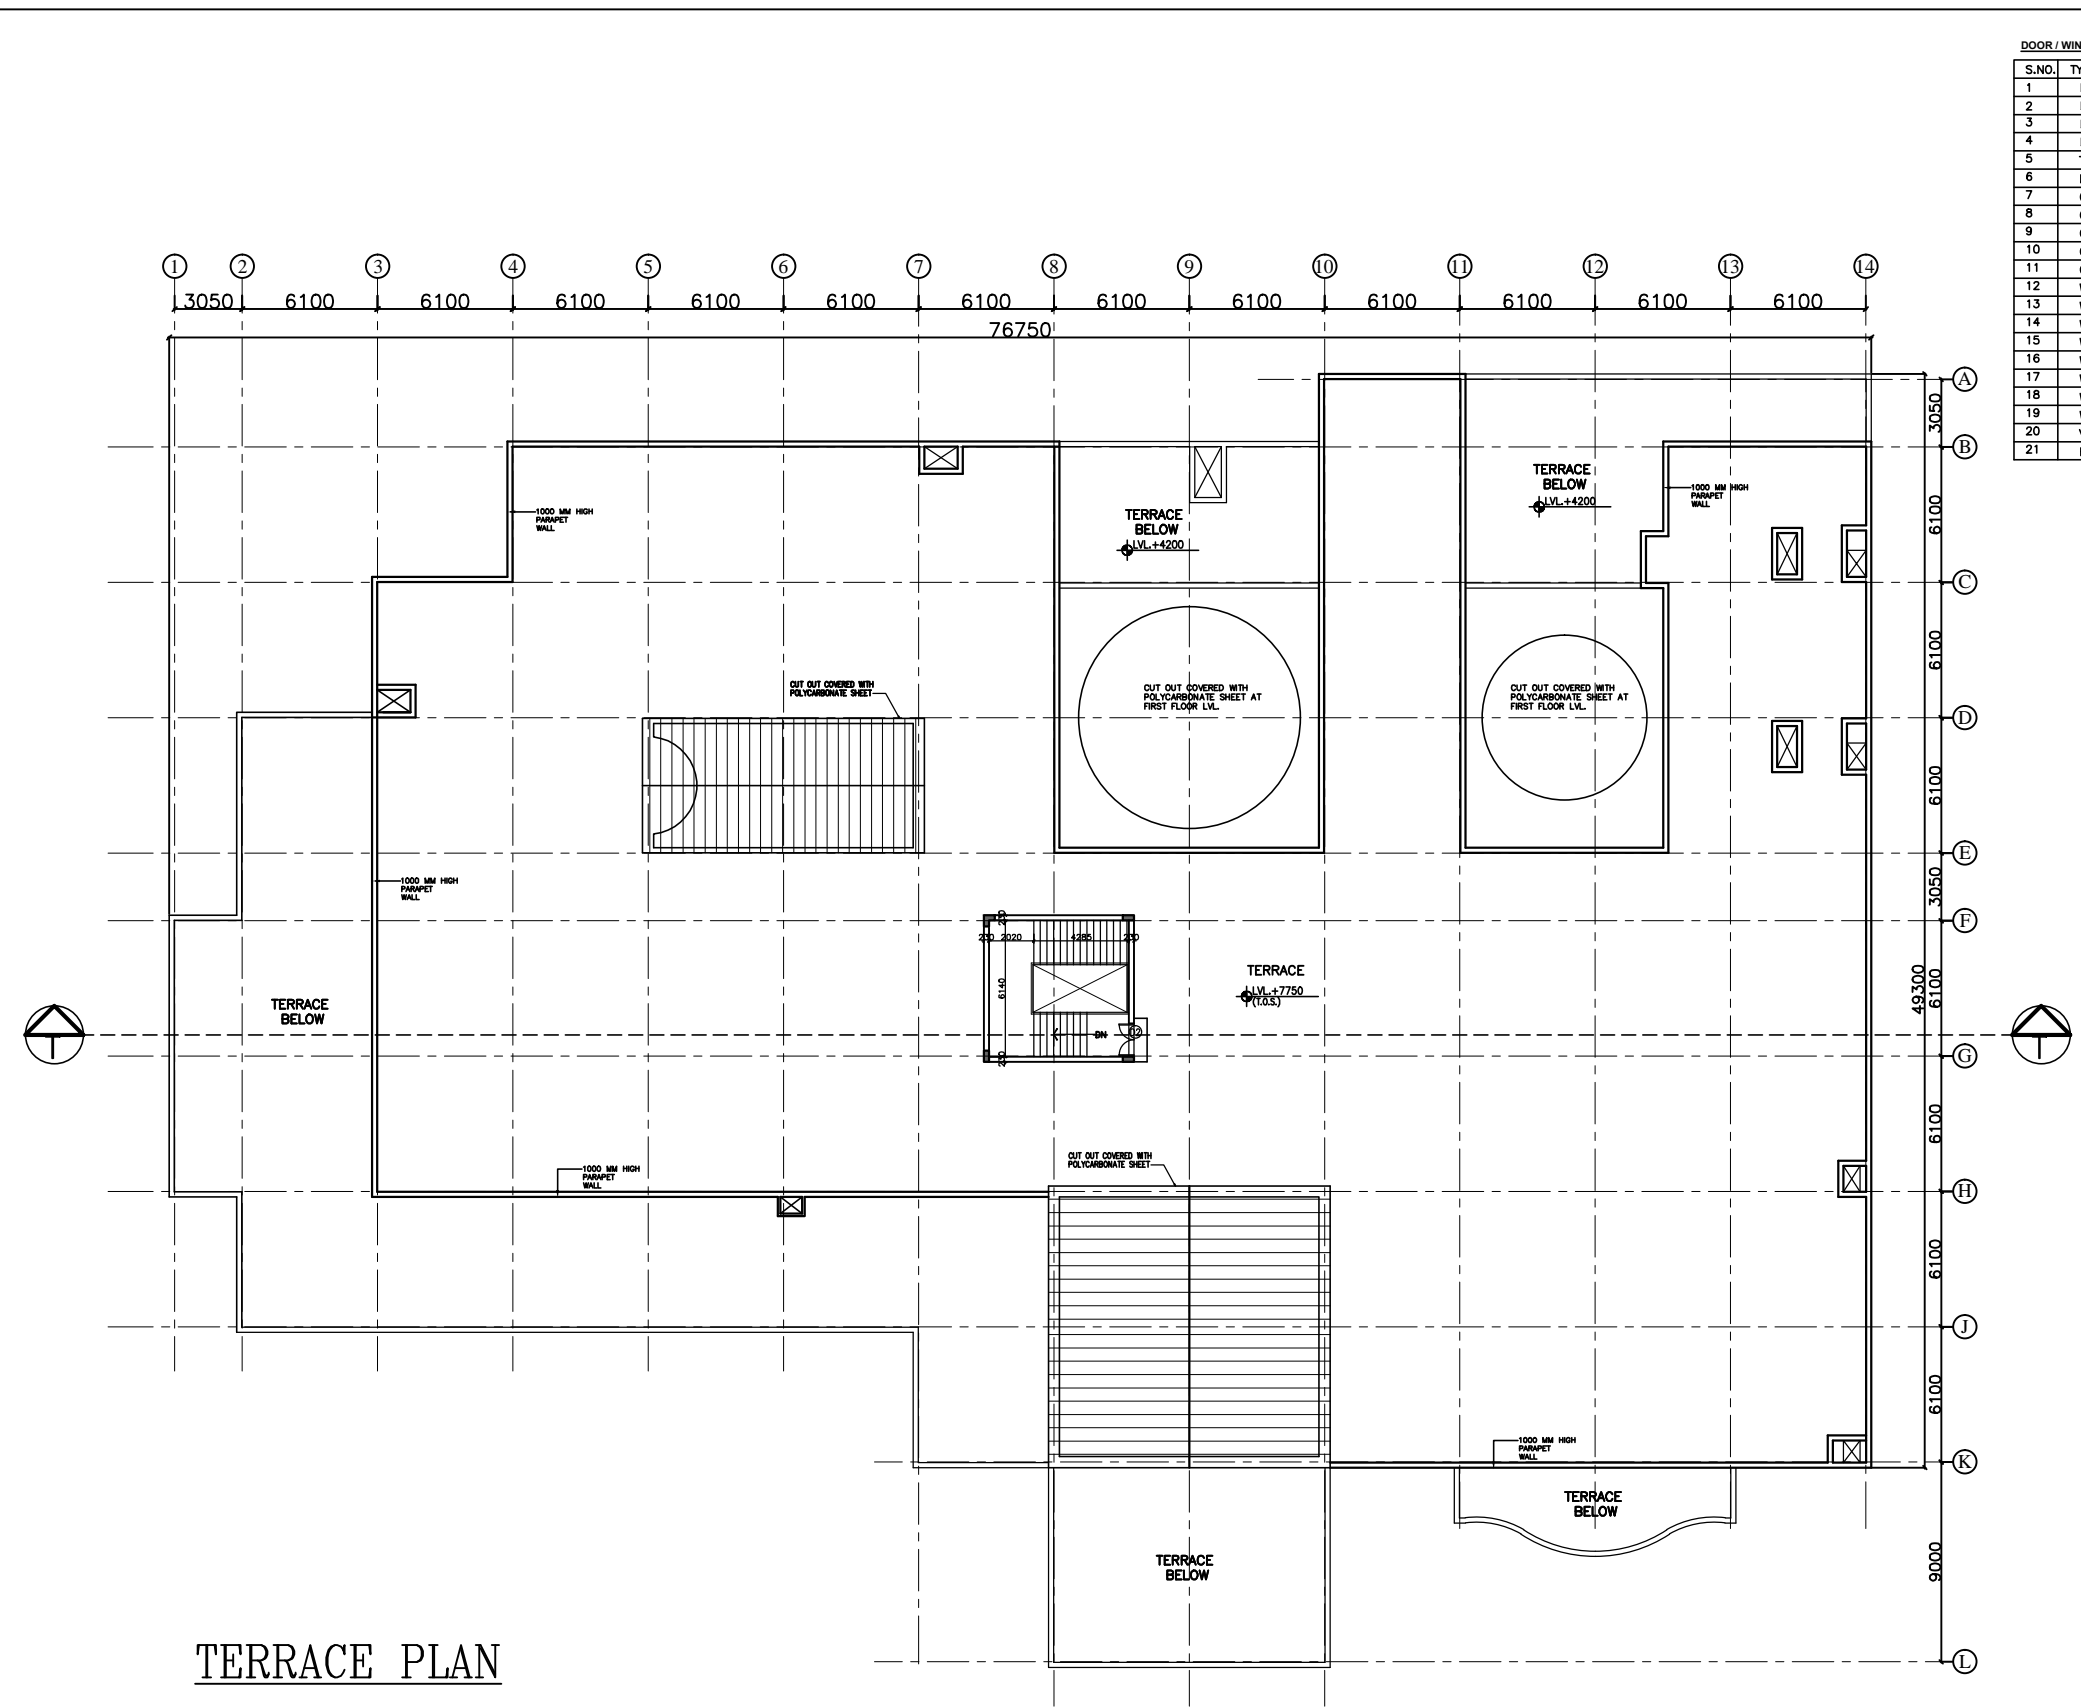 DOOR / WIN
S.NO.
1
2
3
4
5
6
7
8
9
10
11
12
13
14
15
16
17
18
19
20
21
1 2 3 4 5 6 7 8 9 10 11 12 13 14
3050 6100 6100 6100 6100 6100 6100 6100 6100 6100 6100 6100 6100
76750
A
3050
B
6100
C
6100
D
6100
E
3050
F
49300
6100
G
6100
H
6100
J
6100
K
9000
L
TERRACE
BELOW
LVL.+4200
1000 MM HIGH
PARAPET
WALL
1000 MM HIGH
PARAPET
WALL
TERRACE
BELOW
LVL.+4200
CUT OUT COVERED WITH
POLYCARBONATE SHEET
CUT OUT COVERED WITH
POLYCARBONATE SHEET AT
FIRST FLOOR LVL.
CUT OUT COVERED WITH
POLYCARBONATE SHEET AT
FIRST FLOOR LVL.
1000 MM HIGH
PARAPET
WALL
230
230 2020 4285 230
6140
DN
D2
230
TERRACE
LVL.+7750
(T.O.S.)
TERRACE
BELOW
CUT OUT COVERED WITH
POLYCARBONATE SHEET
1000 MM HIGH
PARAPET
WALL
1000 MM HIGH
PARAPET
WALL
TERRACE
BELOW
TERRACE
BELOW
TERRACE PLAN